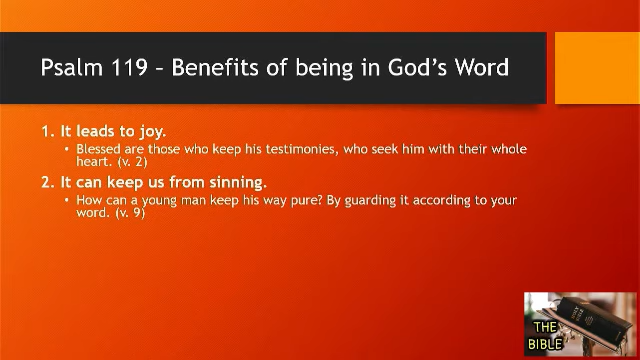 Psalm 119 – Benefits of being in God's Word
1. It leads to joy.
• Blessed are those who keep his testimonies, who seek him with their whole
heart. (v. 2)
2. It can keep us from sinning.
• How can a young man keep his way pure? By guarding it according to your
word. (v. 9)
HOLY
BIBLE
THE
BIBLE